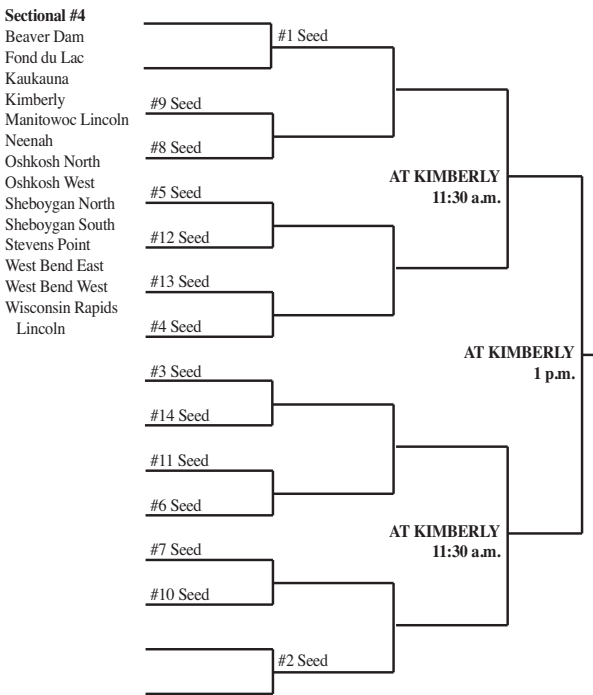 Sectional #4
Beaver Dam
Fond du Lac
Kaukauna
Kimberly
Manitowoc Lincoln
Neenah
Oshkosh North
Oshkosh West
Sheboygan North
Sheboygan South
Stevens Point
West Bend East
West Bend West
Wisconsin Rapids
Lincoln
#1 Seed
#9 Seed
#8 Seed
#5 Seed
#12 Seed
#13 Seed
#4 Seed
#3 Seed
#14 Seed
#11 Seed
#6 Seed
#7 Seed
#10 Seed
#2 Seed
AT KIMBERLY
11:30 a.m.
AT KIMBERLY
11:30 a.m.
AT KIMBERLY
1 p.m.